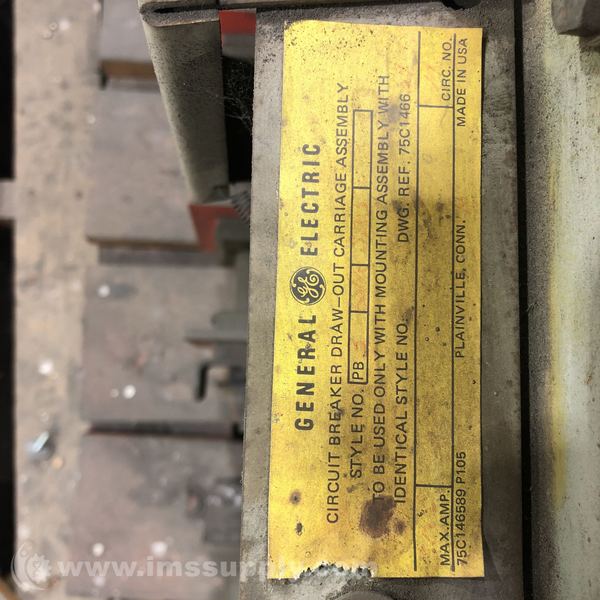 GENERAL GE ELECTRIC
CIRCUIT BREAKER DRAW-OUT CARRIAGE ASSEMBLY
STYLE NO. PB
TO BE USED ONLY WITH MOUNTING ASSEMBLY WITH
IDENTICAL STYLE NO. DWG. REF. 75C1466
MAX. AMP. CIRC. NO.
75C146589 P105 PLAINVILLE, CONN. MADE IN USA
www.imssupply.com